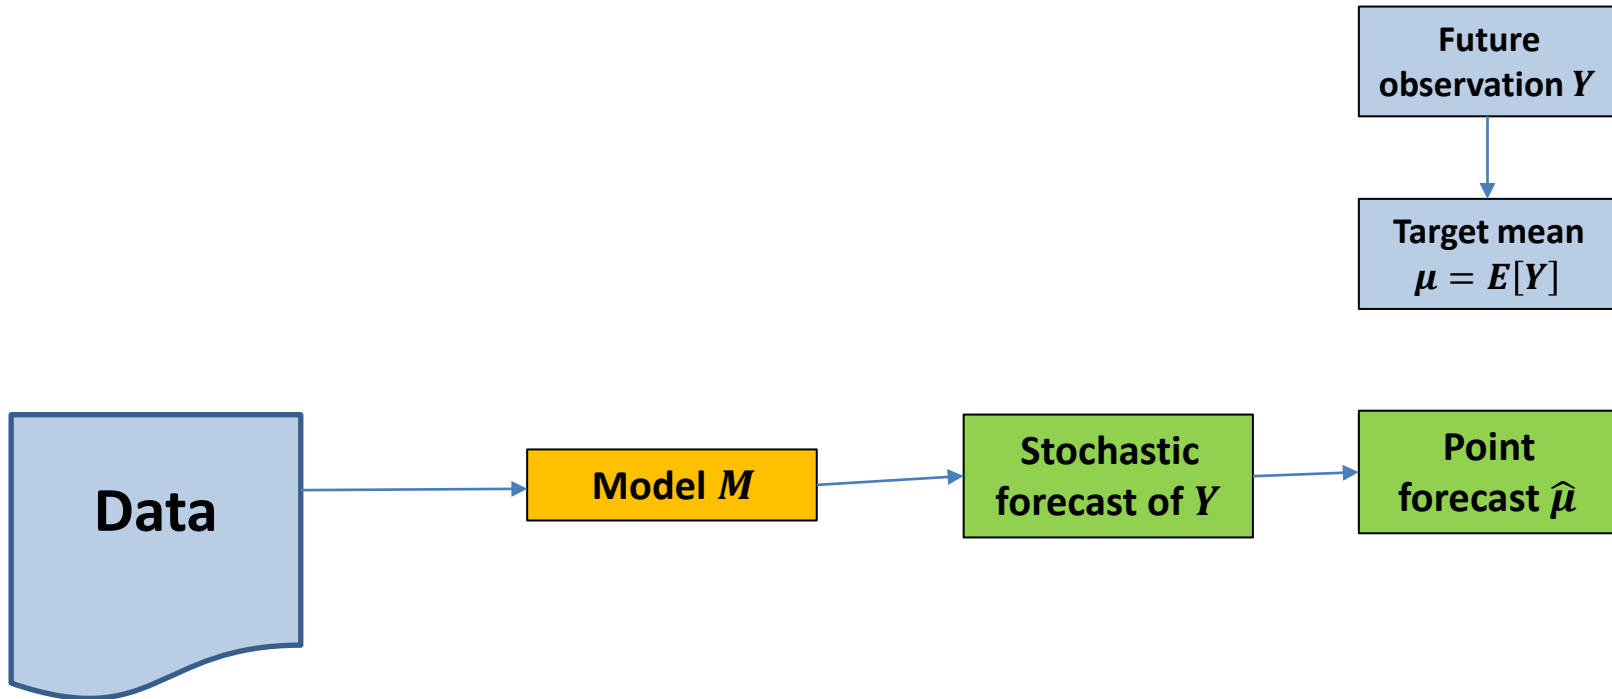 Future
observation Y
Target mean
μ = E[Y]
Data
Model M
Stochastic
forecast of Y
Point
forecast μ̂